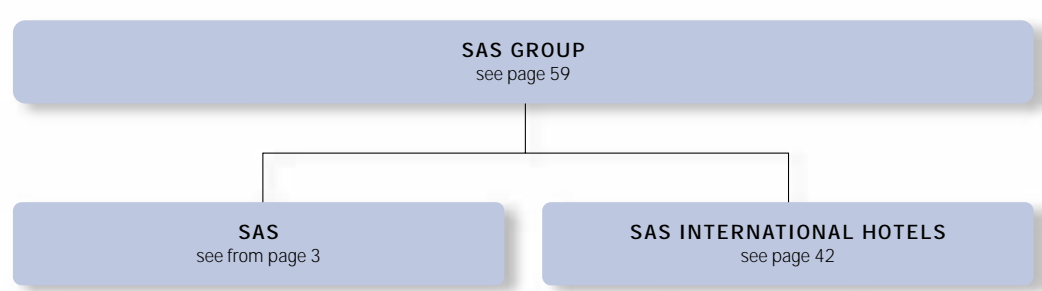 SAS GROUP
see page 59
SAS
see from page 3
SAS INTERNATIONAL HOTELS
see page 42